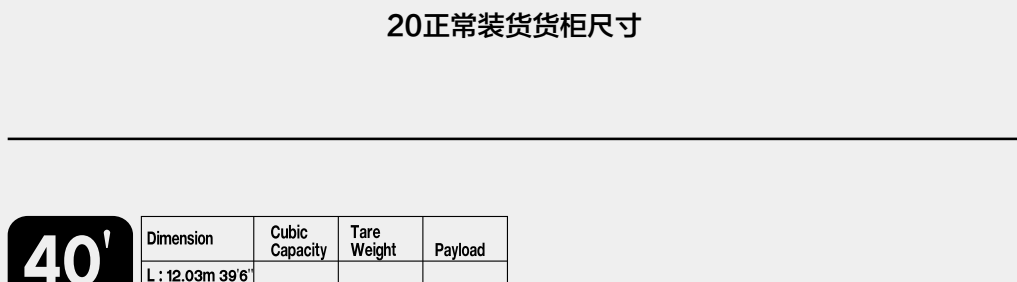 20正常装货货柜尺寸
40'
Dimension
Cubic
Capacity
Tare
Weight
Payload
L : 12.03m 39'6"